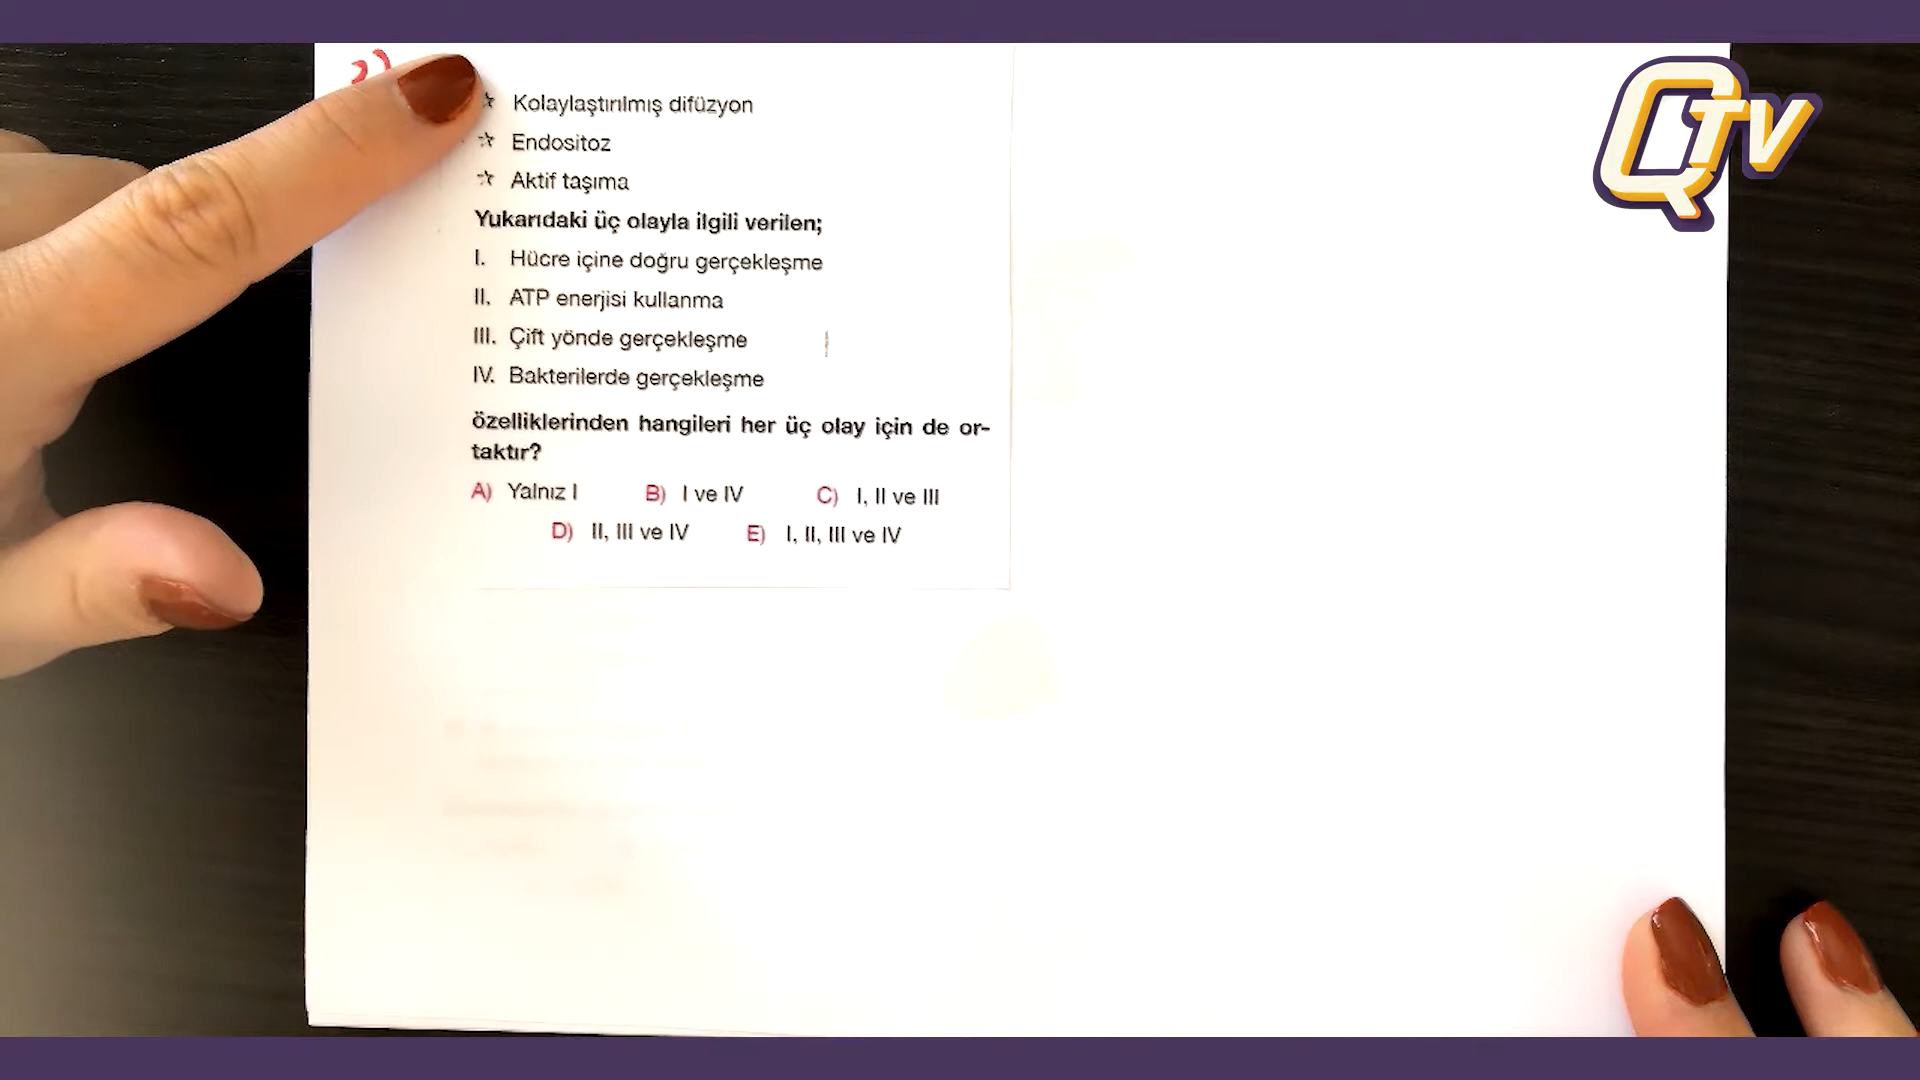 2)
QTV
☆ Kolaylaştırılmış difüzyon
☆ Endositoz
☆ Aktif taşıma
Yukarıdaki üç olayla ilgili verilen;
I. Hücre içine doğru gerçekleşme
II. ATP enerjisi kullanma
III. Çift yönde gerçekleşme
IV. Bakterilerde gerçekleşme
özelliklerinden hangileri her üç olay için de or-
taktır?
A) Yalnız I B) I ve IV C) I, II ve III
D) II, III ve IV E) I, II, III ve IV